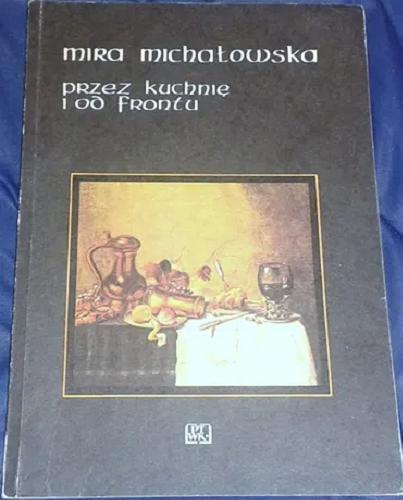 mira michałowska
przez kuchnię
i od frontu